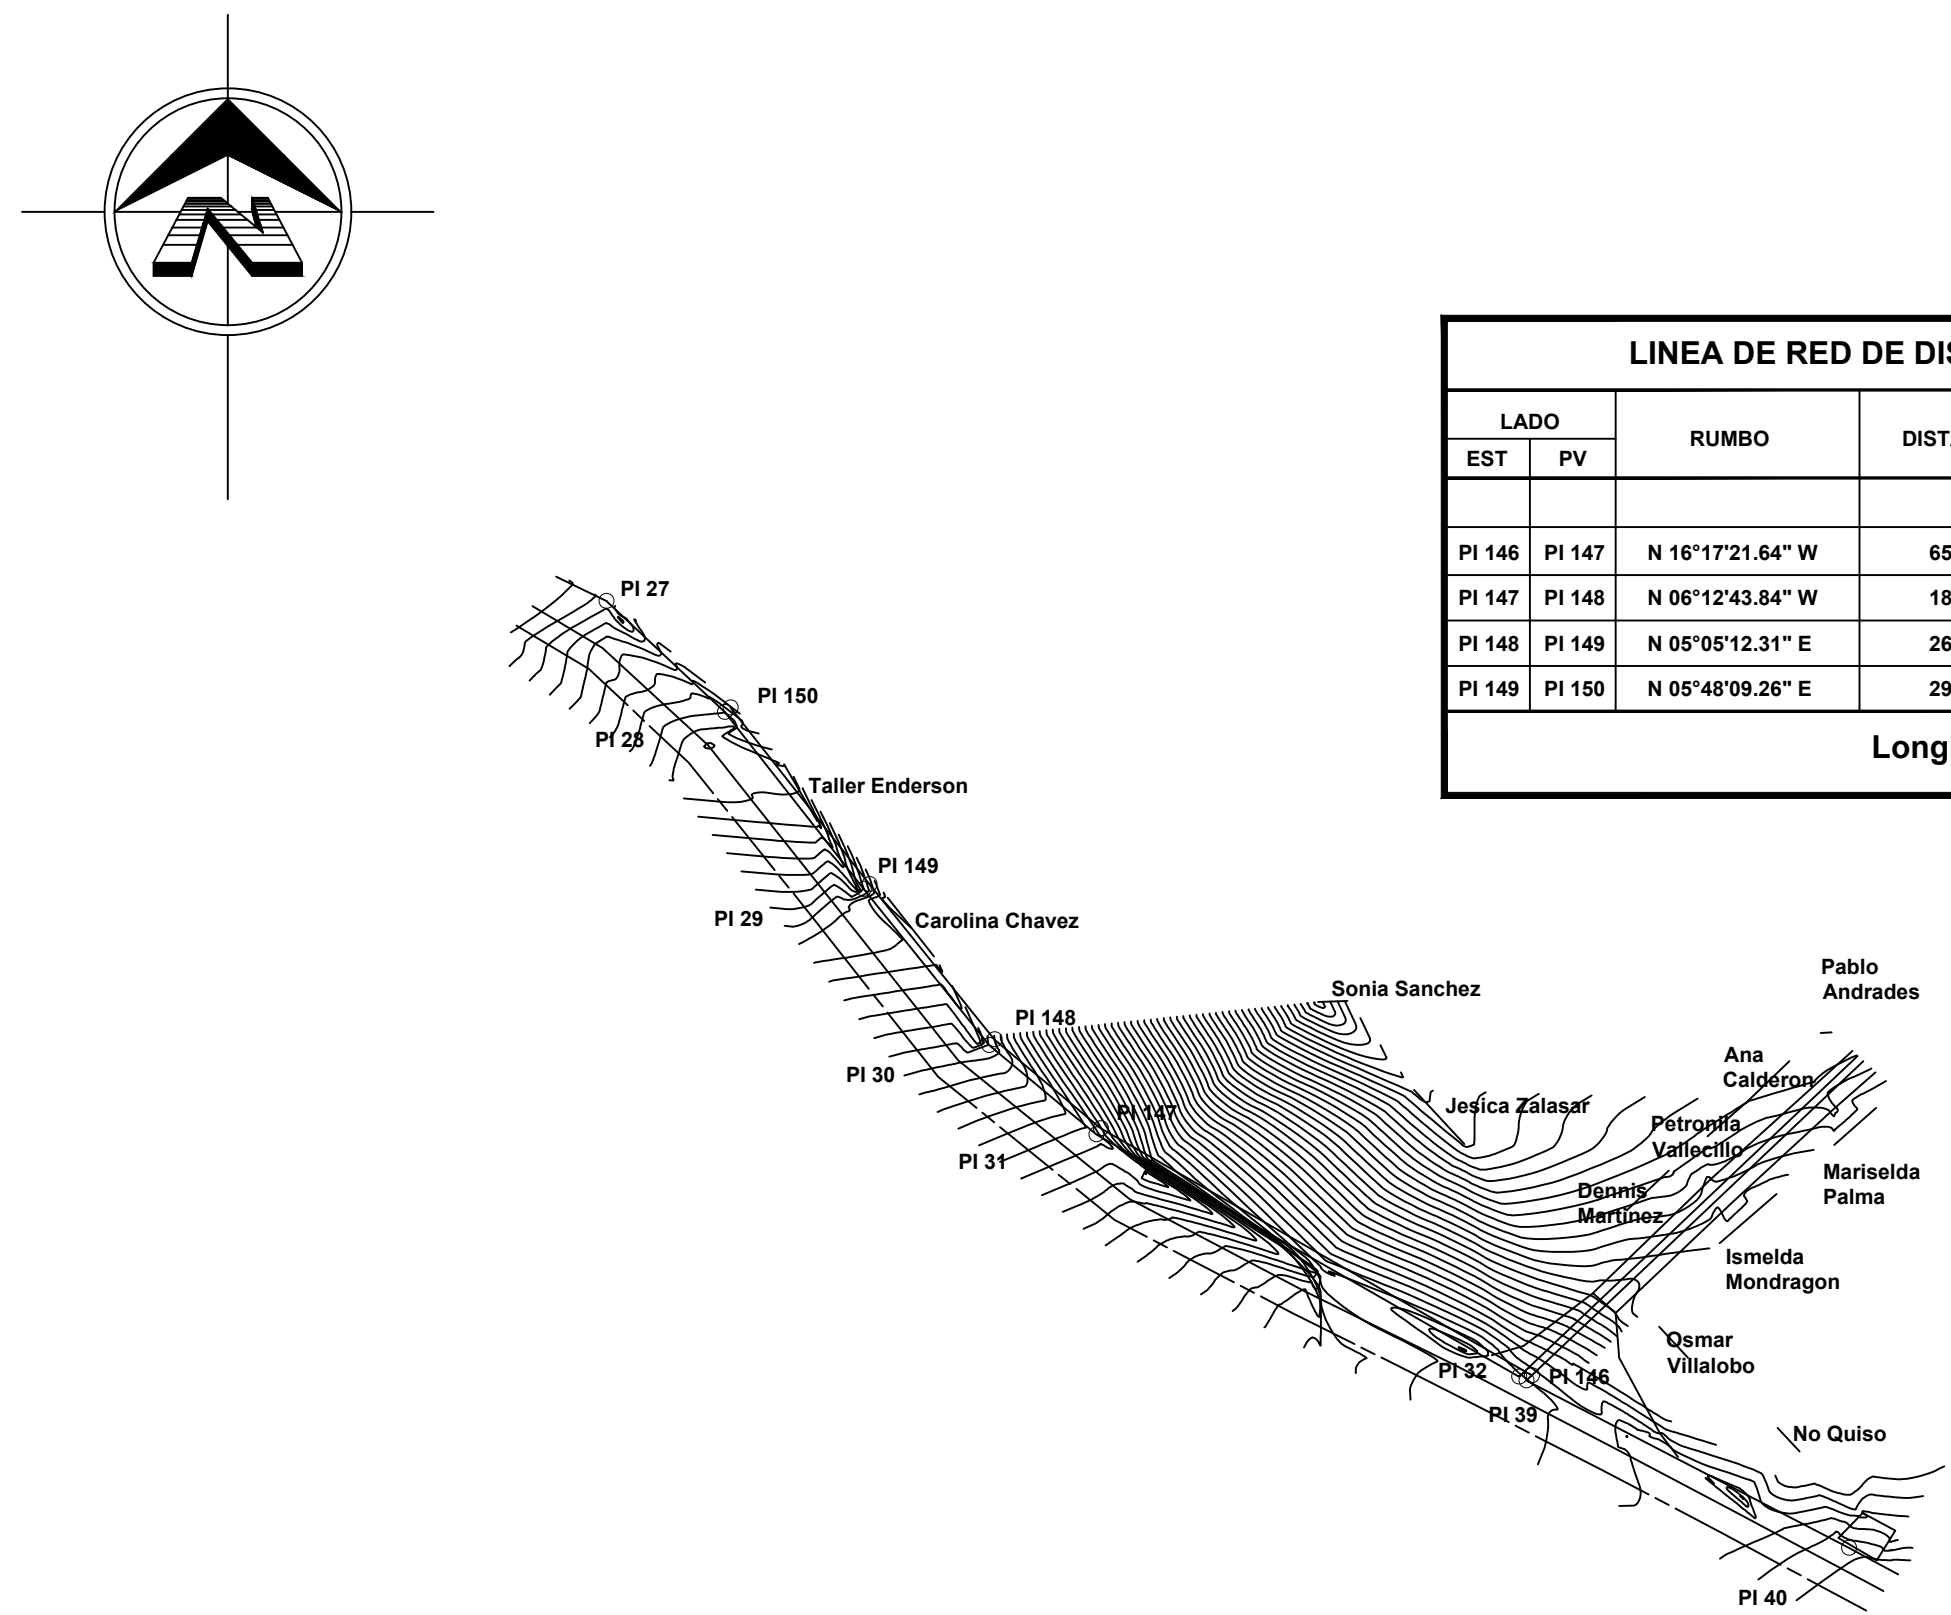 N
LINEA DE RED DE DIS
LADO
RUMBO
DIST
EST
PV
PI 146
PI 147
N 16°17'21.64" W
65
PI 147
PI 148
N 06°12'43.84" W
18
PI 148
PI 149
N 05°05'12.31" E
26
PI 149
PI 150
N 05°48'09.26" E
29
Long
PI 27
PI 150
PI 28
Taller Enderson
PI 149
PI 29
Carolina Chavez
Pablo
Andrades
Sonia Sanchez
PI 148
Ana
Calderon
PI 30
Jesica Zalasar
PI 147
Petronila
Vallecillo
PI 31
Mariselda
Palma
Dennis
Martinez
Ismelda
Mondragon
Osmar
Villalobo
PI 32
PI 146
PI 39
No Quiso
PI 40